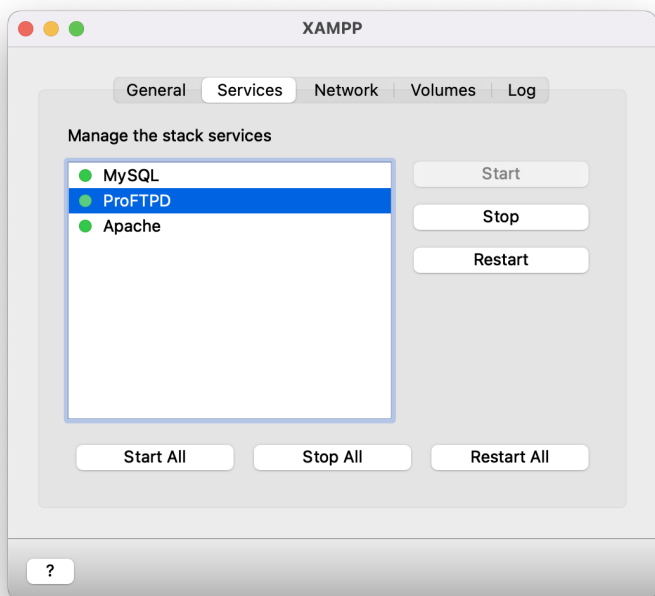 XAMPP
General Services Network Volumes Log
Manage the stack services
MySQL
ProFTPD
Apache
Start
Stop
Restart
Start All Stop All Restart All
?